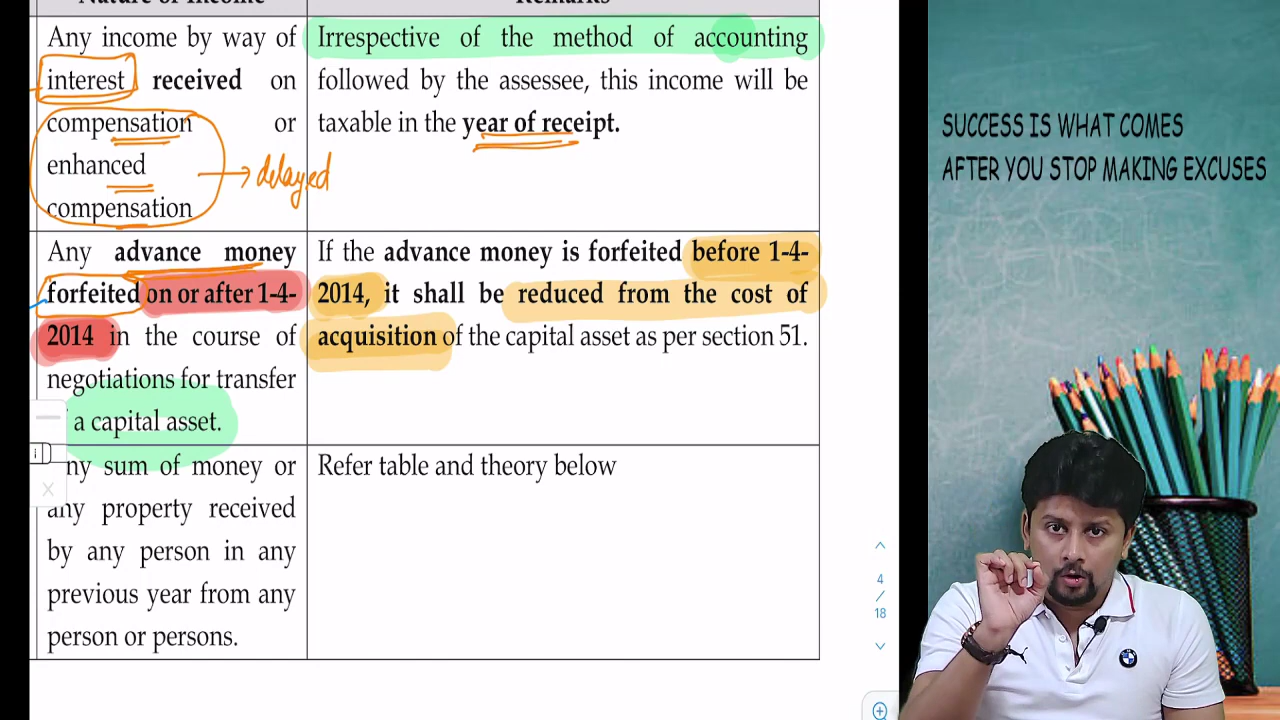 Nature of Income
Remarks
Any income by way of
interest received on
compensation or
enhanced
compensation
delayed
Irrespective of the method of accounting
followed by the assessee, this income will be
taxable in the year of receipt.
Any advance money
forfeited on or after 1-4-
2014 in the course of
negotiations for transfer
a capital asset.
If the advance money is forfeited before 1-4-
2014, it shall be reduced from the cost of
acquisition of the capital asset as per section 51.
ny sum of money or
any property received
by any person in any
previous year from any
person or persons.
Refer table and theory below
4
/
18
SUCCESS IS WHAT COMES
AFTER YOU STOP MAKING EXCUSES
BMW